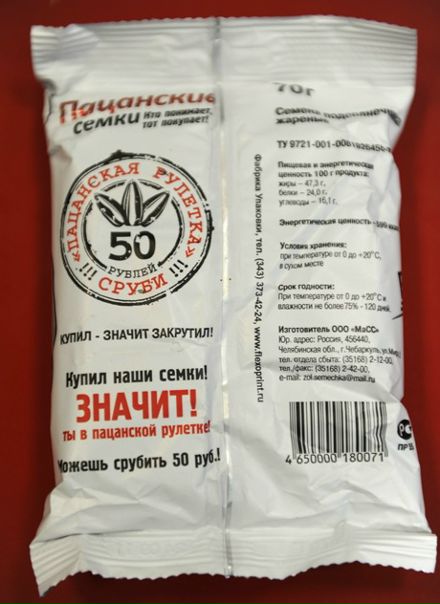 Пацанские
семки Кто понимает,
тот покупает!
«ПАЦАНСКАЯ РУЛЕТКА»
50
РУБЛЕЙ
!!! СРУБИ !!!
КУПИЛ - ЗНАЧИТ ЗАКРУТИЛ!
Купил наши семки!
ЗНАЧИТ!
ты в пацанской рулетке!
Можешь срубить 50 руб.!
Фабрика Упаковки, тел. (343) 373-42-24, www.flexoprint.ru
70г
Семена
жареные
ТУ 9721-001-
Пищевая и энергетическая
ценность 100 г продукта:
жиры – 47,3 г,
белки – 24,0 г,
углеводы – 16,1 г,
Энергетическая ценность
Условия хранения:
при температуре от 0 до +20°С,
в сухом месте
Срок годности:
При температуре от 0 до +20°С и
влажности не более 75% - 120 дней.
Изготовитель ООО «МаСС»
Юр. адрес: Россия, 456440,
Челябинская обл., г.Чебаркуль,
тел. отдела сбыта: (35168) 2-12-00,
тел./факс: (35168) 2-42-00,
e-mail: zol.semechka@mail.ru
4 650000 180071